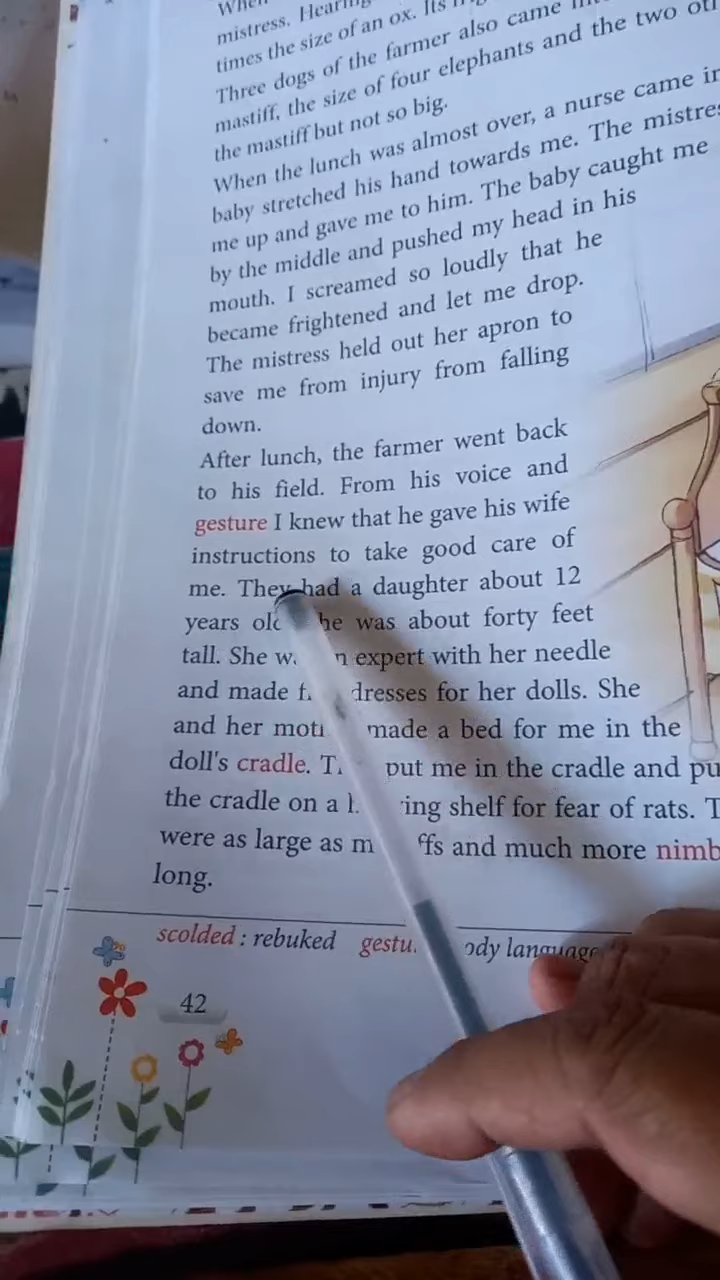 When
mistress. Hearing
times the size of an ox. Its
Three dogs of the farmer also came
mastiff, the size of four elephants and the two
the mastiff but not so big.
When the lunch was almost over, a nurse came
baby stretched his hand towards me. The
me up and gave me to him. The baby caught me
by the middle and pushed my head in his
mouth. I screamed so loudly that he
became frightened and let me drop.
The mistress held out her apron to
save me from injury from falling
down.
After lunch, the farmer went back
to his field. From his voice and
gesture I knew that he gave his wife
instructions to take good care of
me. They had a daughter about 12
years he was about forty feet
tall. She expert with her needle
and made dresses for her dolls. She
and her made a bed for me in the
doll's cradle. put me in the cradle and
the cradle on a shelf for fear of rats.
were as large as and much more
long.
scolded : rebuked language
42